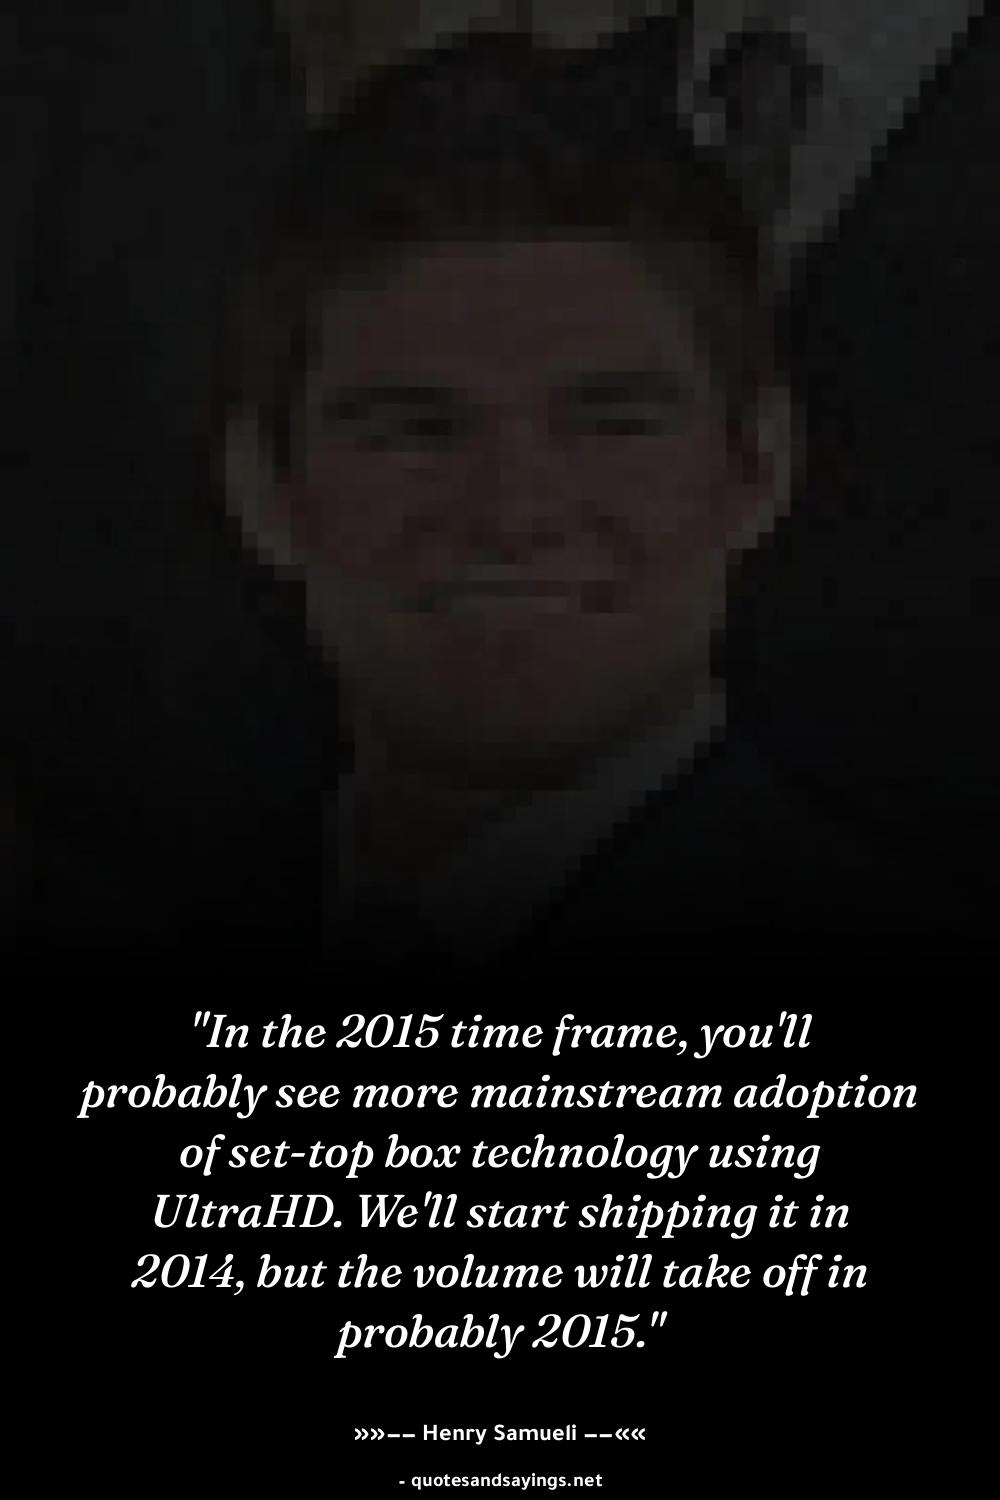 "In the 2015 time frame, you'll
probably see more mainstream adoption
of set-top box technology using
UltraHD. We'll start shipping it in
2014, but the volume will take off in
probably 2015."
»»−− Henry Samueli −−««
- quotesandsayings.net